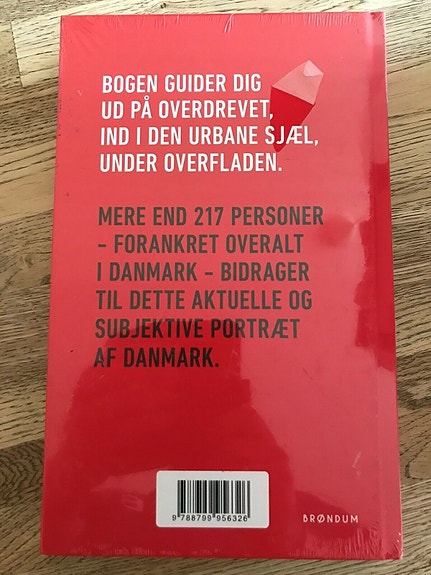 BOGEN GUIDER DIG
UD PÅ OVERDREVET,
IND I DEN URBANE SJÆL,
UNDER OVERFLADEN.
MERE END 217 PERSONER
- FORANKRET OVERALT
I DANMARK - BIDRAGER
TIL DETTE AKTUELLE OG
SUBJEKTIVE PORTRÆT
AF DANMARK.
9 788799 956326
BRØNDUM